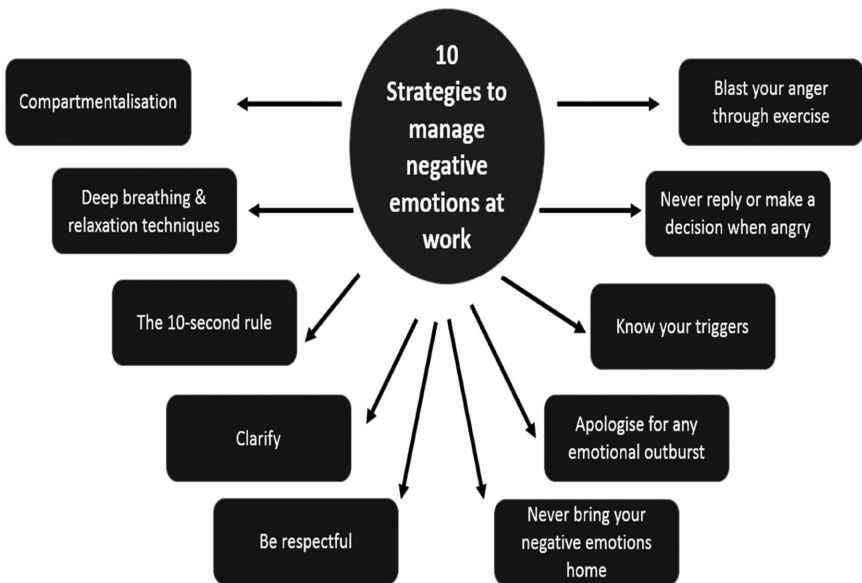 10
Strategies to
manage
negative
emotions at
work
Compartmentalisation
Deep breathing &
relaxation techniques
The 10-second rule
Clarify
Be respectful
Blast your anger
through exercise
Never reply or make a
decision when angry
Know your triggers
Apologise for any
emotional outburst
Never bring your
negative emotions
home